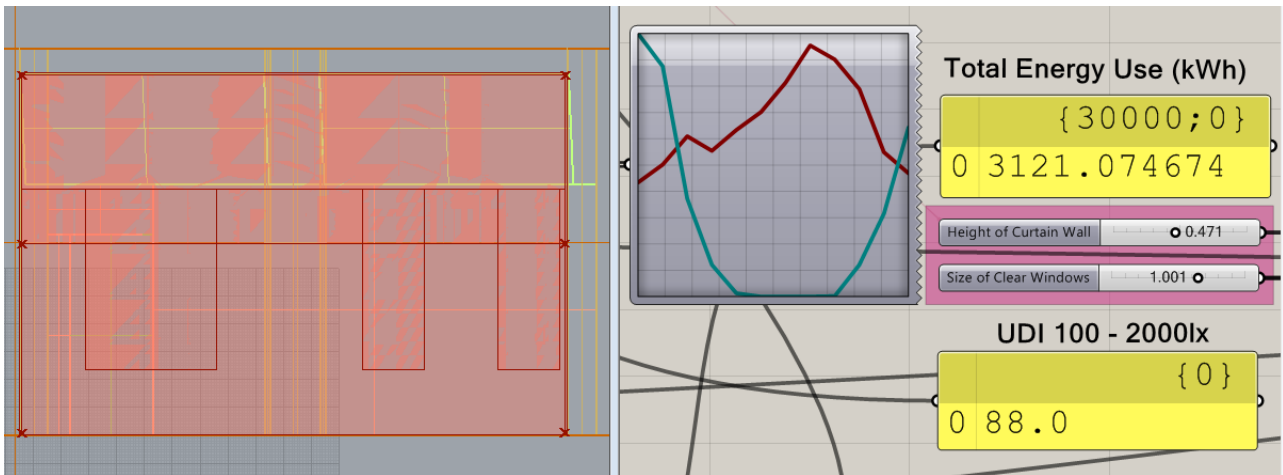 Total Energy Use (kWh)
{30000;0}
0 3121.074674
Height of Curtain Wall 0.471
Size of Clear Windows 1.001
UDI 100 - 2000lx
{0}
0 88.0